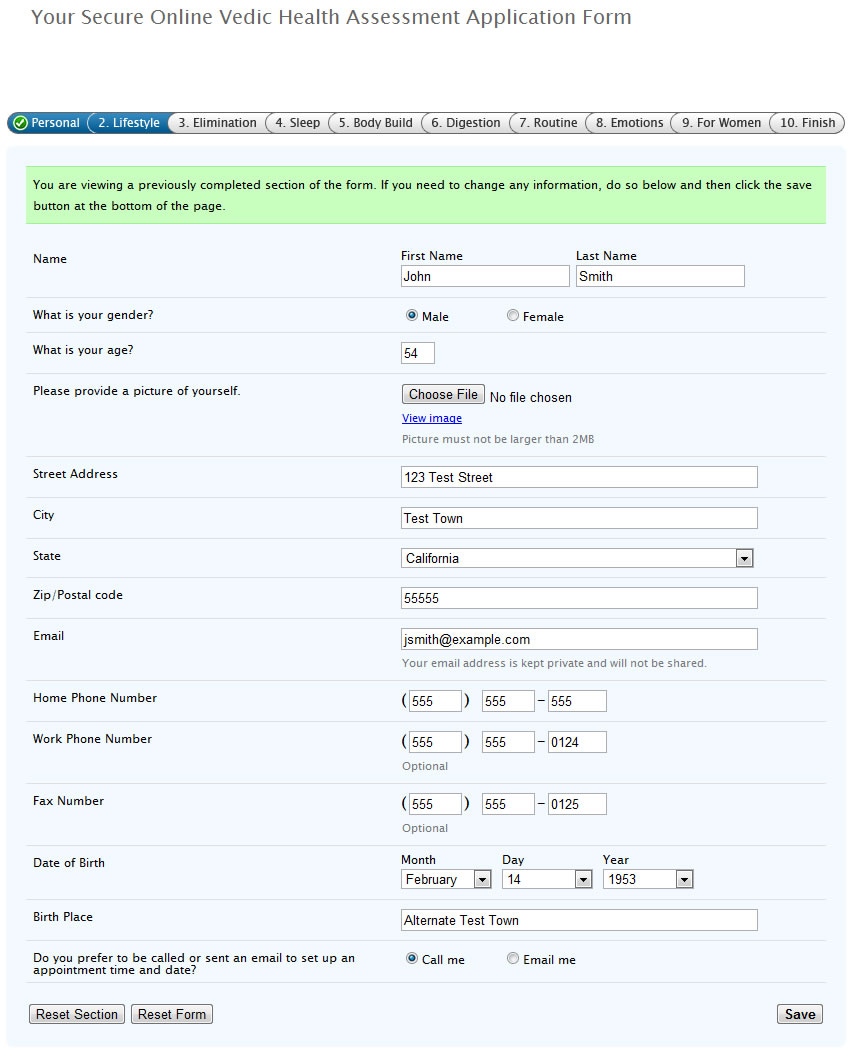 Your Secure Online Vedic Health Assessment Application Form
Personal 2. Lifestyle 3. Elimination 4. Sleep 5. Body Build 6. Digestion 7. Routine 8. Emotions 9. For Women 10. Finish
You are viewing a previously completed section of the form. If you need to change any information, do so below and then click the save
button at the bottom of the page.
First Name Last Name
Name John Smith
What is your gender? Male Female
What is your age? 54
Please provide a picture of yourself. Choose File No file chosen
View image
Picture must not be larger than 2MB
Street Address 123 Test Street
City Test Town
State California
Zip/Postal code 55555
Email jsmith@example.com
Your email address is kept private and will not be shared.
Home Phone Number (555) 555 – 555
Work Phone Number (555) 555 – 0124
Optional
Fax Number (555) 555 – 0125
Optional
Date of Birth Month Day Year
February 14 1953
Birth Place Alternate Test Town
Do you prefer to be called or sent an email to set up an
appointment time and date? Call me Email me
Reset Section Reset Form Save